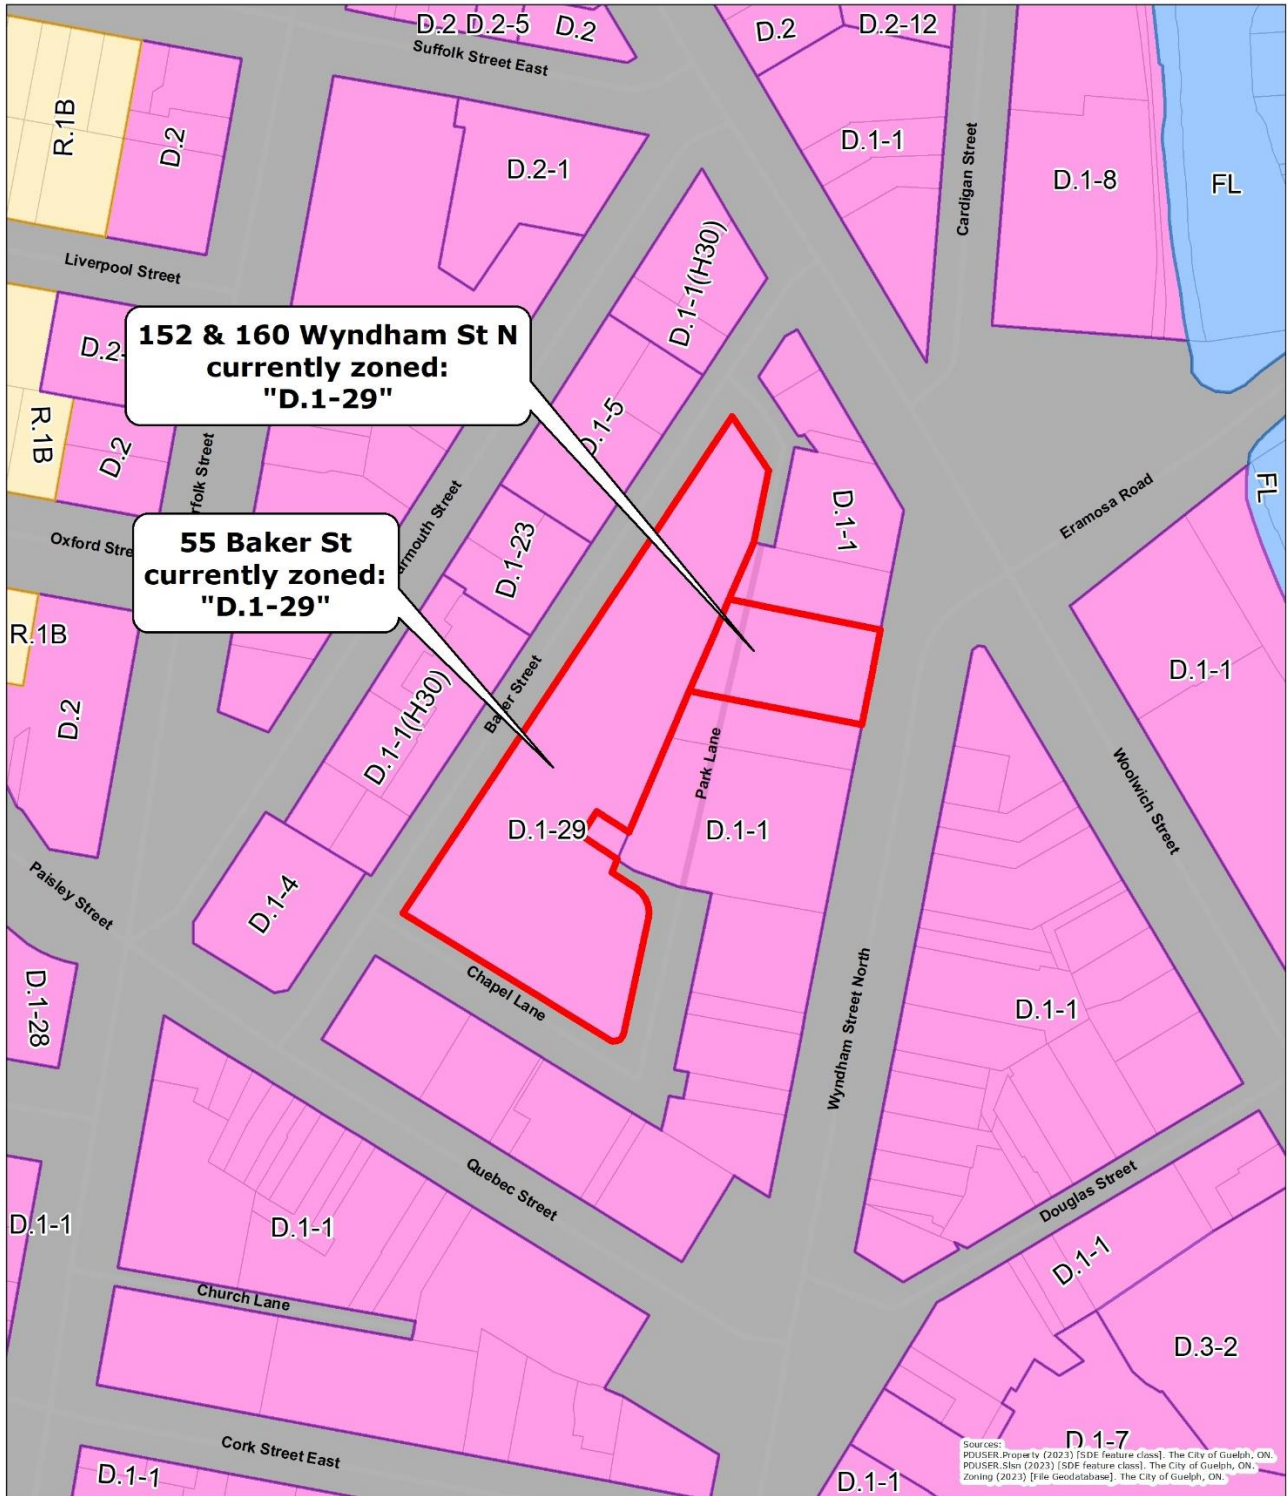 D.2 D.2-5 D.2
Suffolk Street East
D.2
D.2-12
R.1B
D.2
D.2-1
D.1-1
Cardigan Street
D.1-8
FL
Liverpool Street
D.1-1(H30)
152 & 160 Wyndham St N
currently zoned:
"D.1-29"
D.2-
R.1B
D.2
D.1-5
D.1-1
Eramosa Road
FL
Oxford Stre
rfolk Street
armouth Street
55 Baker St
currently zoned:
"D.1-29"
D.1-23
R.1B
D.2
D.1-1(H30)
Baker Street
D.1-1
Park Lane
Woolwich Street
D.1-29
D.1-1
Paisley Street
D.1-4
D.1-28
Chapel Lane
Wyndham Street North
D.1-1
Quebec Street
Douglas Street
D.1-1
D.1-1
D.1-1
Church Lane
D.3-2
Cork Street East
D.1-1
D.1-7
D.1-1
Sources:
PDUSER.Property (2023) [SDE feature class]. The City of Guelph, ON.
PDUSER.Slsn (2023) [SDE feature class]. The City of Guelph, ON.
Zoning (2023) [File Geodatabase]. The City of Guelph, ON.